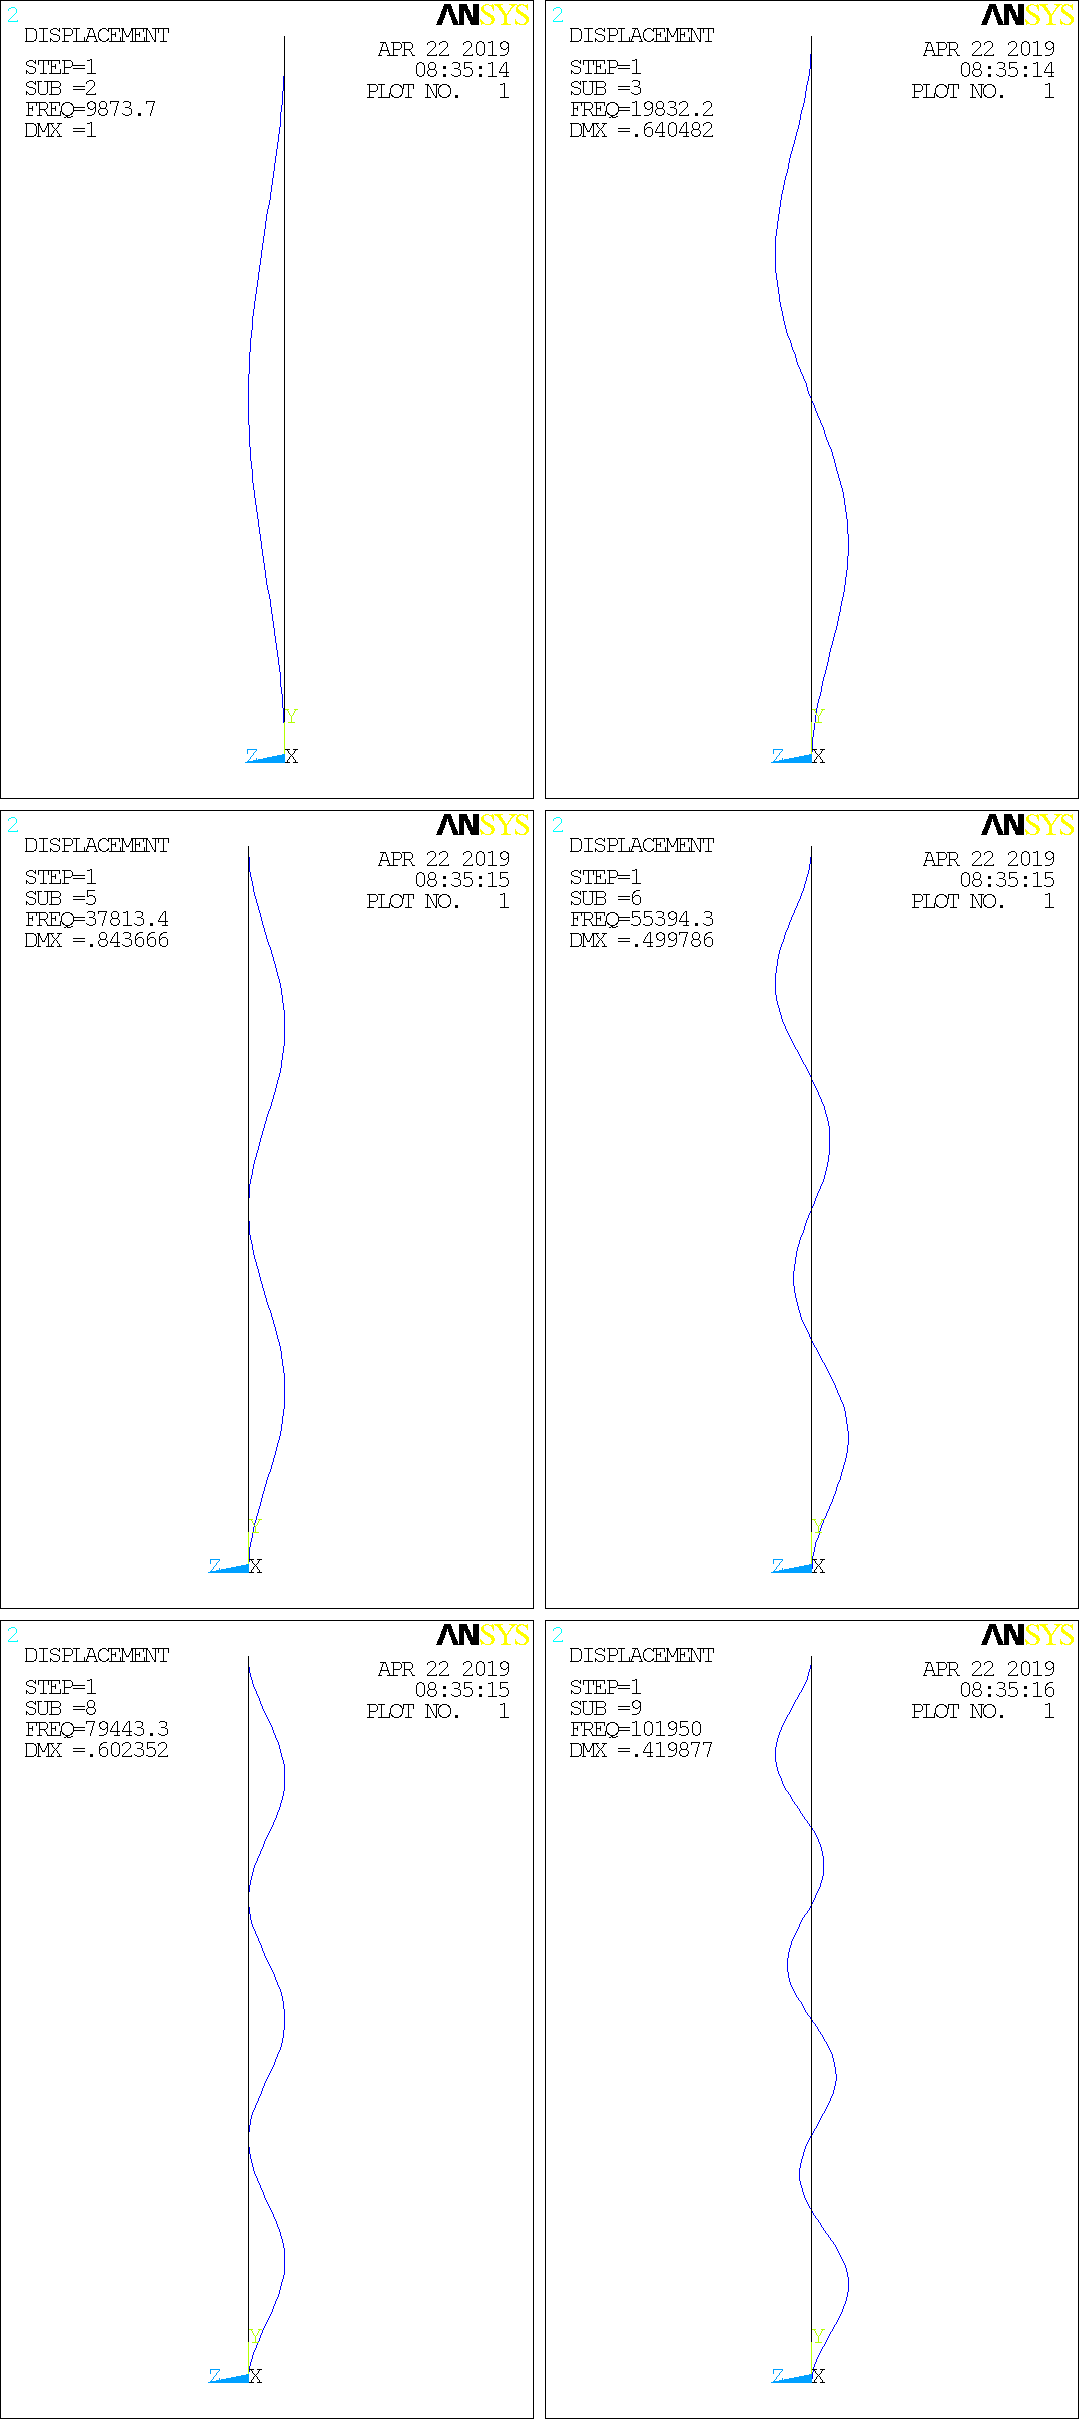 2
ANSYS
DISPLACEMENT
APR 22 2019
STEP=1
08:35:14
SUB =2
PLOT NO. 1
FREQ=9873.7
DMX =1
Y
Z X
2
ANSYS
DISPLACEMENT
APR 22 2019
STEP=1
08:35:14
SUB =3
PLOT NO. 1
FREQ=19832.2
DMX =.640482
Y
Z X
2
ANSYS
DISPLACEMENT
APR 22 2019
STEP=1
08:35:15
SUB =5
PLOT NO. 1
FREQ=37813.4
DMX =.843666
Y
Z X
2
ANSYS
DISPLACEMENT
APR 22 2019
STEP=1
08:35:15
SUB =6
PLOT NO. 1
FREQ=55394.3
DMX =.499786
Y
Z X
2
ANSYS
DISPLACEMENT
APR 22 2019
STEP=1
08:35:15
SUB =8
PLOT NO. 1
FREQ=79443.3
DMX =.602352
Y
Z X
2
ANSYS
DISPLACEMENT
APR 22 2019
STEP=1
08:35:16
SUB =9
PLOT NO. 1
FREQ=101950
DMX =.419877
Y
Z X